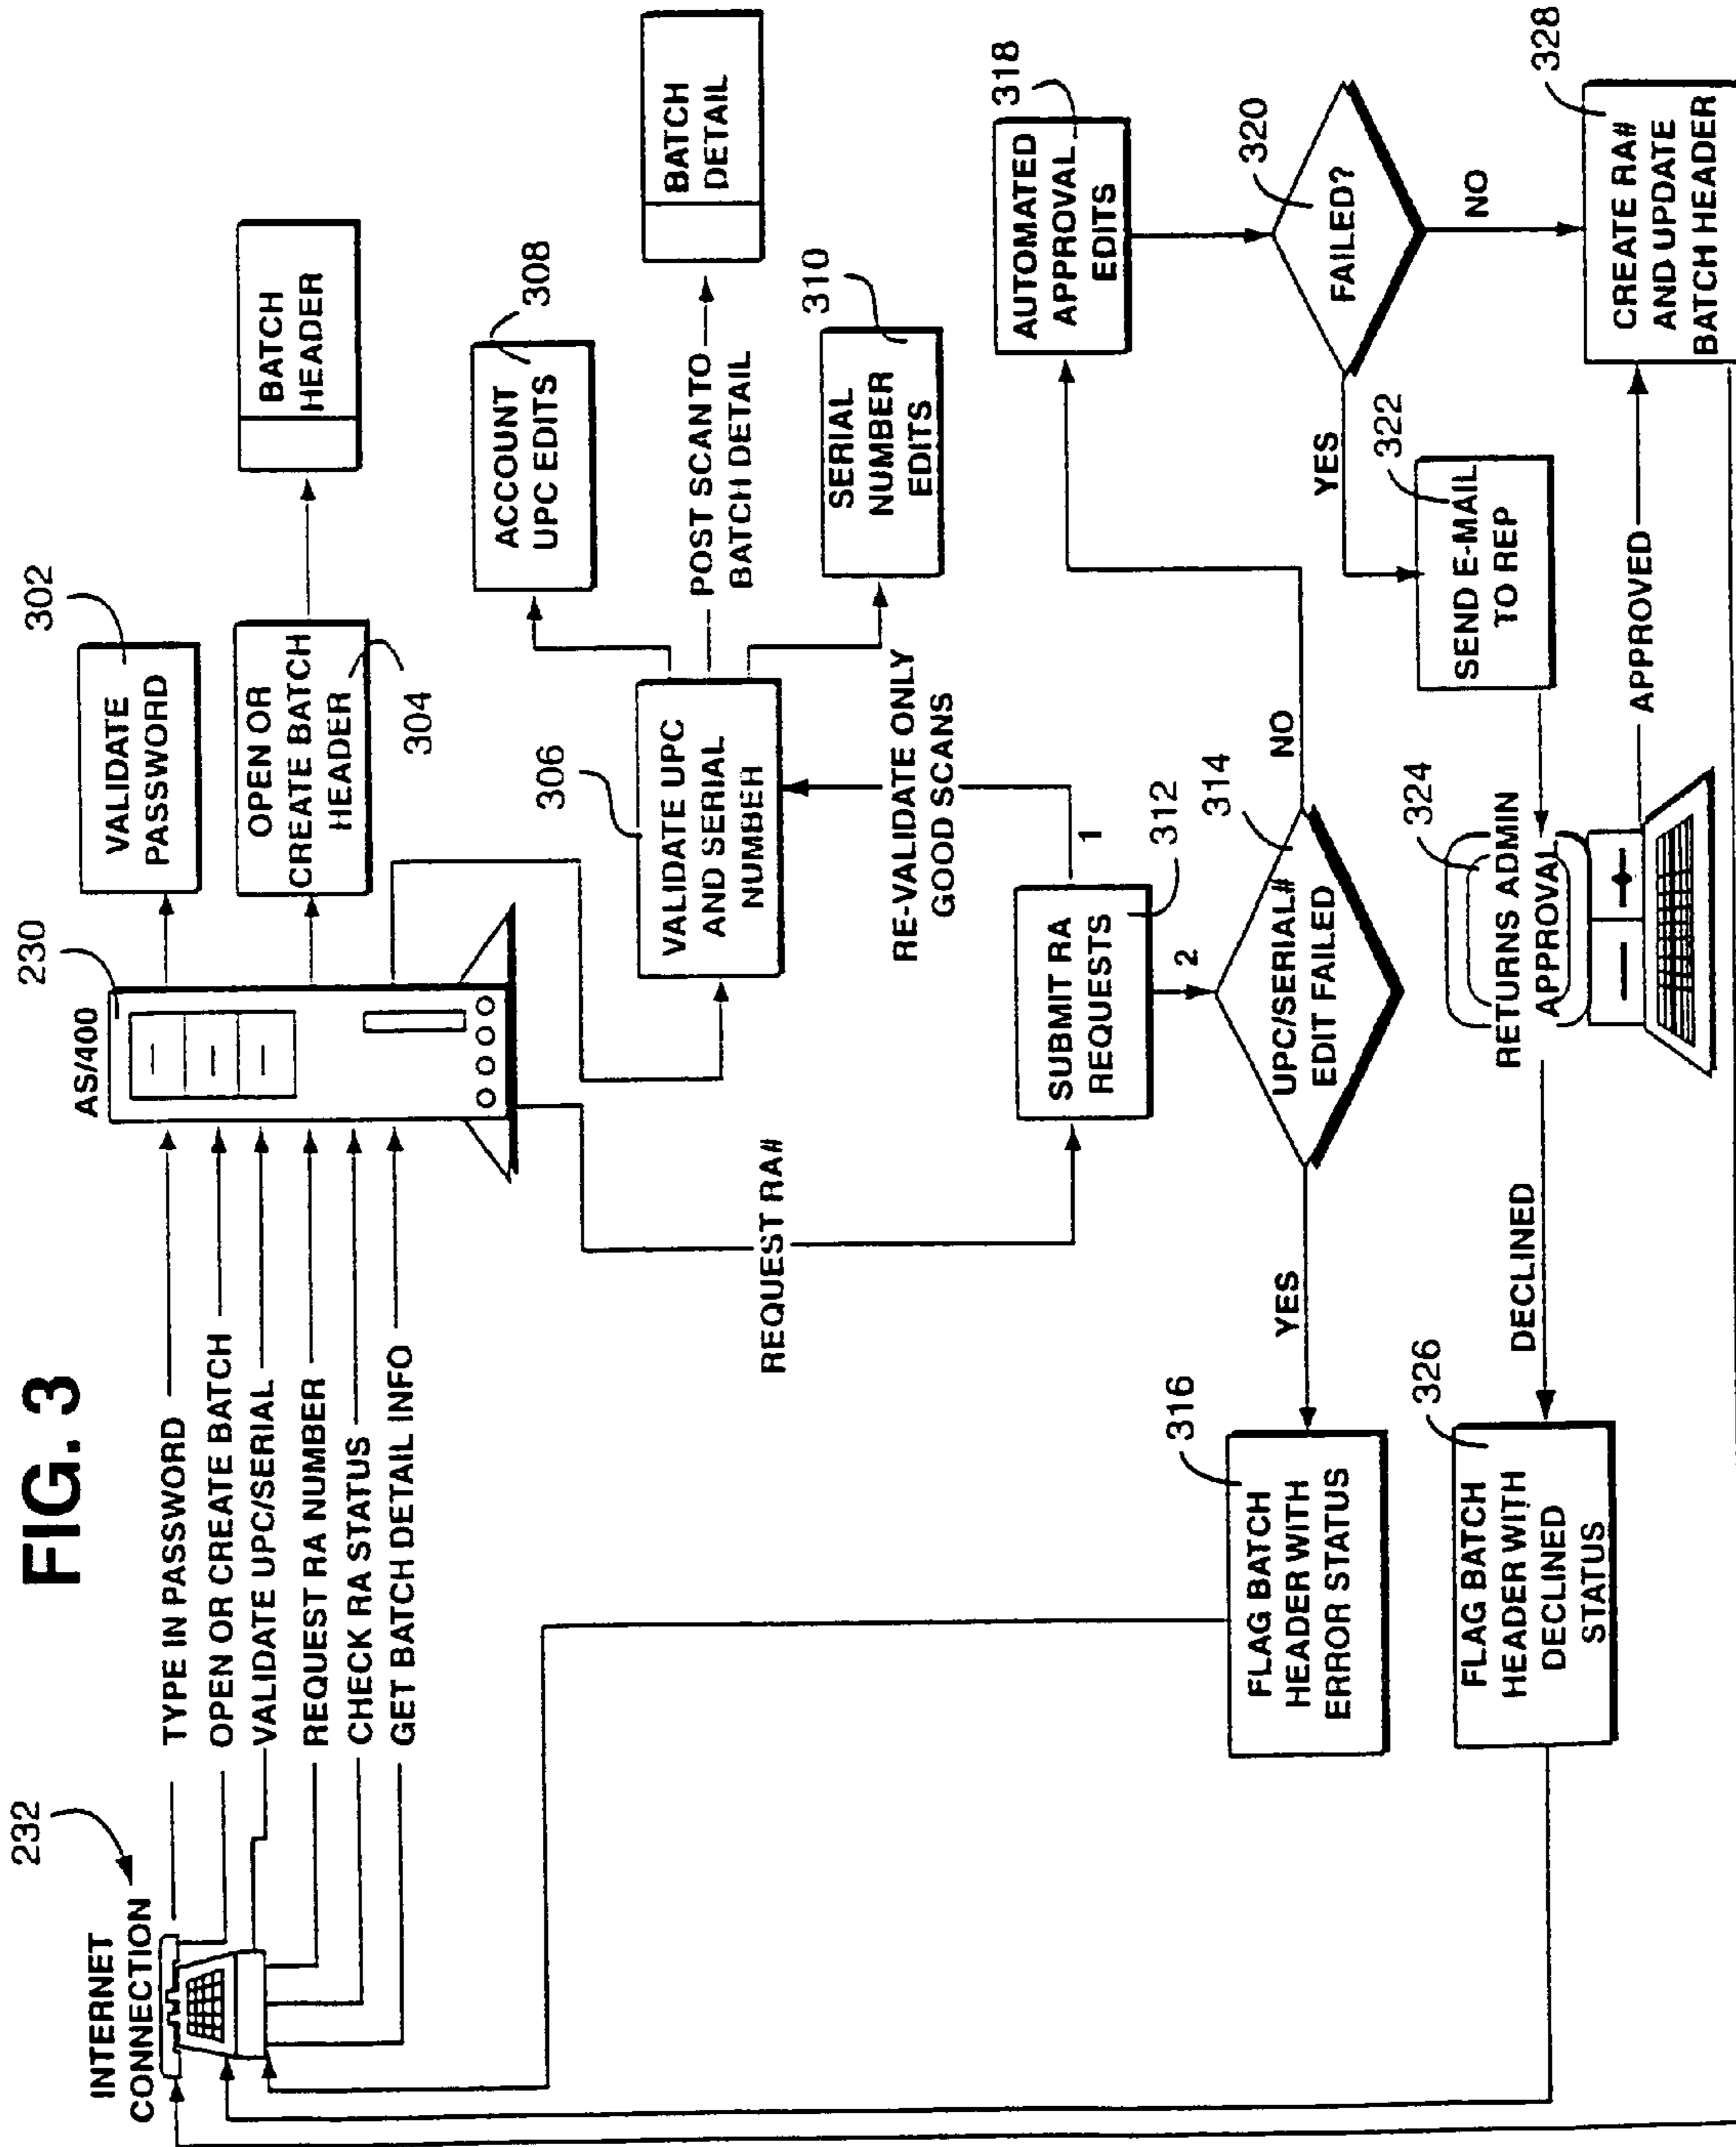 FIG. 3
232
INTERNET
CONNECTION
TYPE IN PASSWORD
OPEN OR CREATE BATCH
VALIDATE UPC/SERIAL
REQUEST RA NUMBER
CHECK RA STATUS
GET BATCH DETAIL INFO
AS/400
230
VALIDATE
PASSWORD
302
OPEN OR
CREATE BATCH
HEADER
304
BATCH
HEADER
306
VALIDATE UPC
AND SERIAL
NUMBER
ACCOUNT
UPC EDITS
308
POST SCAN TO
BATCH DETAIL
BATCH
DETAIL
SERIAL
NUMBER
EDITS
310
REQUEST RA#
RE-VALIDATE ONLY
GOOD SCANS
SUBMIT RA
REQUESTS
312
1
2
UPC/SERIAL#
EDIT FAILED
314
YES
NO
316
FLAG BATCH
HEADER WITH
ERROR STATUS
AUTOMATED
APPROVAL
EDITS
318
FAILED?
320
YES
NO
SEND E-MAIL
TO REP
322
RETURNS ADMIN
APPROVAL
324
DECLINED
APPROVED
326
FLAG BATCH
HEADER WITH
DECLINED
STATUS
CREATE RA#
AND UPDATE
BATCH HEADER
328